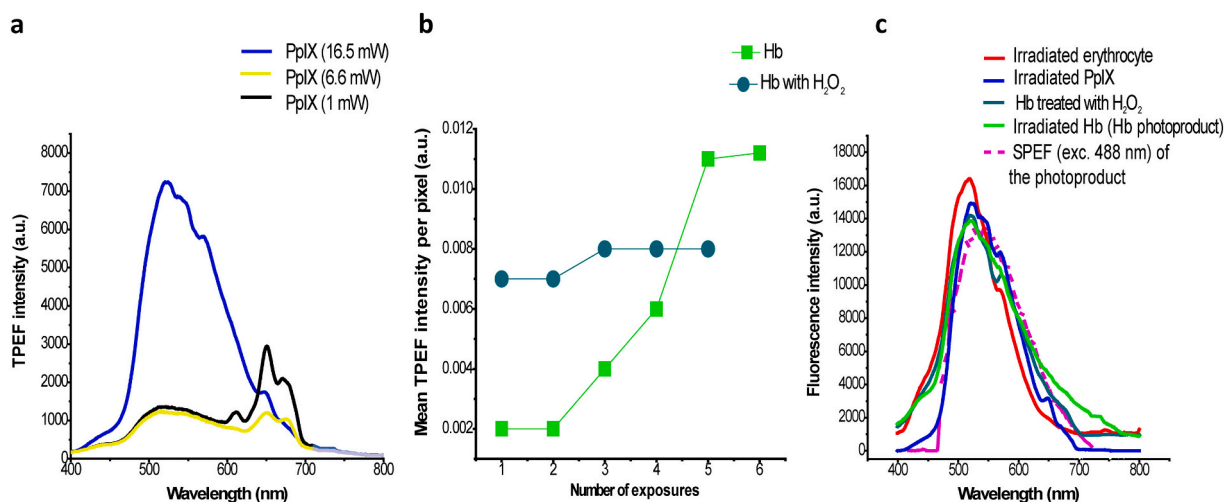 a
PpIX (16.5 mW)
PpIX (6.6 mW)
PpIX (1 mW)
TPEF intensity (a.u.)
8000
7000
6000
5000
4000
3000
2000
1000
0
400
500
600
700
800
Wavelength (nm)
b
Hb
Hb with H₂O₂
Mean TPEF intensity per pixel (a.u.)
0.012
0.010
0.008
0.006
0.004
0.002
1
2
3
4
5
6
Number of exposures
c
Irradiated erythrocyte
Irradiated PpIX
Hb treated with H₂O₂
Irradiated Hb (Hb photoproduct)
SPEF (exc. 488 nm) of
the photoproduct
Fluorescence intensity (a.u.)
18000
16000
14000
12000
10000
8000
6000
4000
2000
0
400
500
600
700
800
Wavelength (nm)